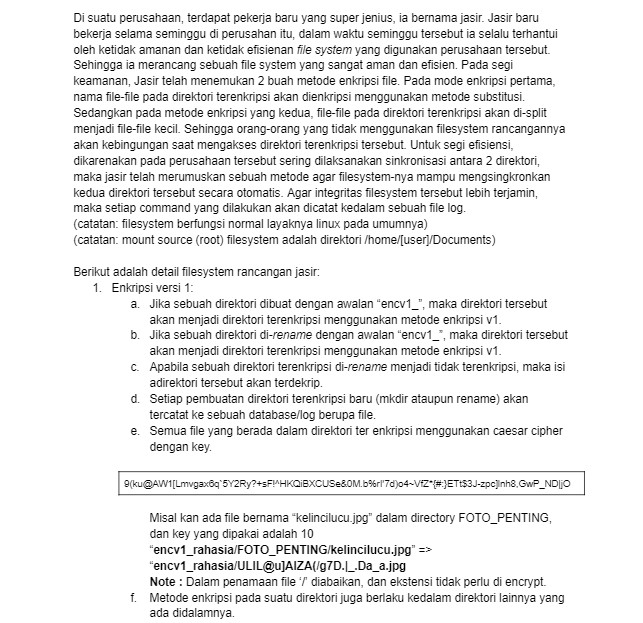 Di suatu perusahaan, terdapat pekerja baru yang super jenius, ia bernama jasir. Jasir baru
bekerja selama seminggu di perusahan itu, dalam waktu seminggu tersebut ia selalu terhantui
oleh ketidak amanan dan ketidak efisienan file system yang digunakan perusahaan tersebut.
Sehingga ia merancang sebuah file system yang sangat aman dan efisien. Pada segi
keamanan, Jasir telah menemukan 2 buah metode enkripsi file. Pada mode enkripsi pertama,
nama file-file pada direktori terenkripsi akan dienkripsi menggunakan metode substitusi.
Sedangkan pada metode enkripsi yang kedua, file-file pada direktori terenkripsi akan di-split
menjadi file-file kecil. Sehingga orang-orang yang tidak menggunakan filesystem rancangannya
akan kebingungan saat mengakses direktori terenkripsi tersebut. Untuk segi efisiensi,
dikarenakan pada perusahaan tersebut sering dilaksanakan sinkronisasi antara 2 direktori,
maka jasir telah merumuskan sebuah metode agar filesystem-nya mampu mengsingkronkan
kedua direktori tersebut secara otomatis. Agar integritas filesystem tersebut lebih terjamin,
maka setiap command yang dilakukan akan dicatat kedalam sebuah file log.
(catatan: filesystem berfungsi normal layaknya linux pada umumnya)
(catatan: mount source (root) filesystem adalah direktori /home/[user]/Documents)
Berikut adalah detail filesystem rancangan jasir:
1. Enkripsi versi 1:
a. Jika sebuah direktori dibuat dengan awalan “encv1_”, maka direktori tersebut
akan menjadi direktori terenkripsi menggunakan metode enkripsi v1.
b. Jika sebuah direktori di-rename dengan awalan “encv1_”, maka direktori tersebut
akan menjadi direktori terenkripsi menggunakan metode enkripsi v1.
c. Apabila sebuah direktori terenkripsi di-rename menjadi tidak terenkripsi, maka isi
adirektori tersebut akan terdekrip.
d. Setiap pembuatan direktori terenkripsi baru (mkdir ataupun rename) akan
tercatat ke sebuah database/log berupa file.
e. Semua file yang berada dalam direktori ter enkripsi menggunakan caesar cipher
dengan key.
9(ku@AW1[Lmvgax6q`5Y2Ry?+sF!^HKQiBXCUSe&0M.b%rI'7d)o4~VfZ*{#:}ETt$3J-zpc]lnh8,GwP_ND|jO
Misal kan ada file bernama “kelincilucu.jpg” dalam directory FOTO_PENTING,
dan key yang dipakai adalah 10
“encv1_rahasia/FOTO_PENTING/kelincilucu.jpg” =>
“encv1_rahasia/ULlL@u]AlZA(/g7D.|_.Da_a.jpg
Note : Dalam penamaan file ‘/’ diabaikan, dan ekstensi tidak perlu di encrypt.
f. Metode enkripsi pada suatu direktori juga berlaku kedalam direktori lainnya yang
ada didalamnya.